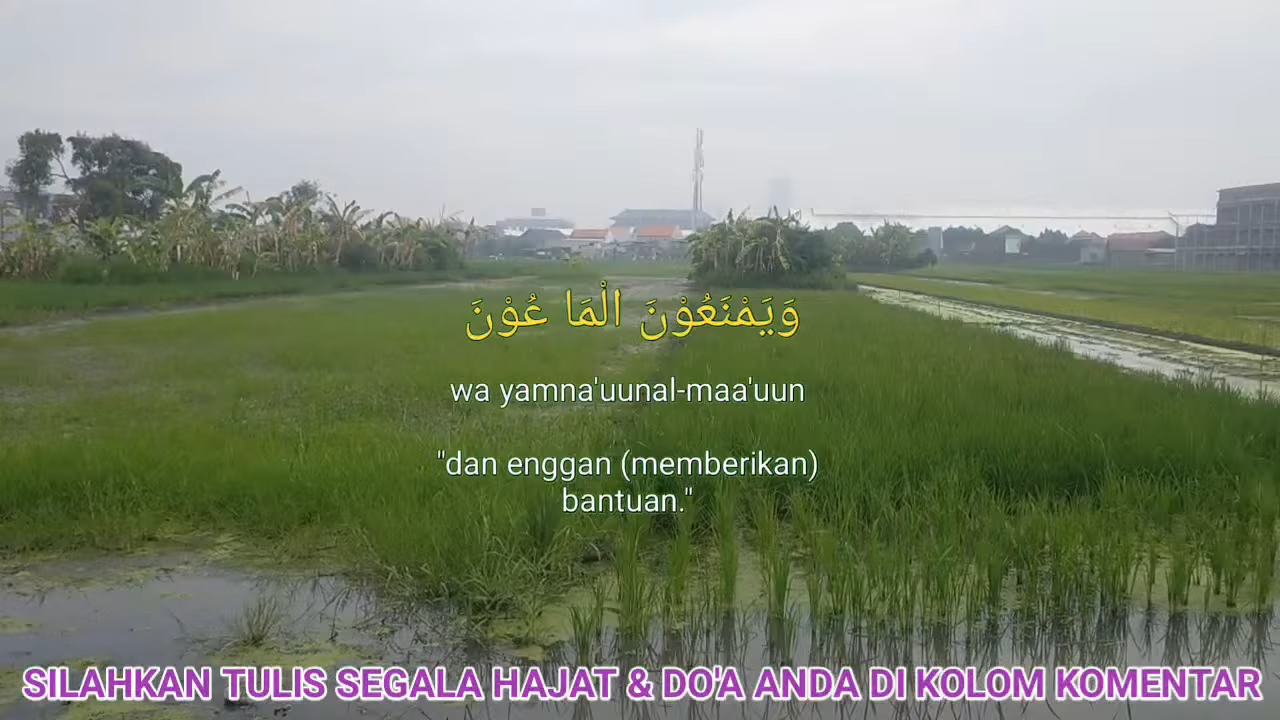 وَيَمْنَعُوْنَ الْمَا عُوْنَ
wa yamna'uunal-maa'uun
"dan enggan (memberikan)
bantuan."
SILAHKAN TULIS SEGALA HAJAT & DO'A ANDA DI KOLOM KOMENTAR